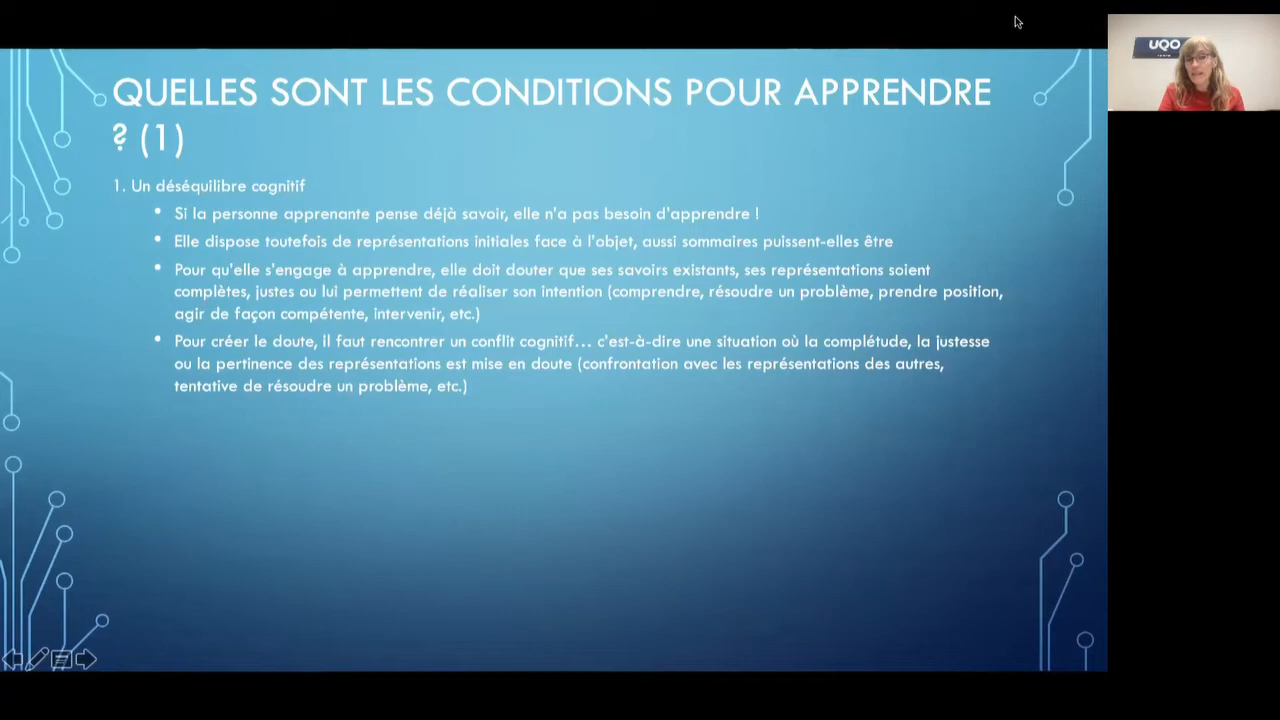 QUELLES SONT LES CONDITIONS POUR APPRENDRE
? (1)
1. Un déséquilibre cognitif
• Si la personne apprenante pense déjà savoir, elle n'a pas besoin d'apprendre !
• Elle dispose toutefois de représentations initiales face à l'objet, aussi sommaires puissent-elles être
• Pour qu'elle s'engage à apprendre, elle doit douter que ses savoirs existants, ses représentations soient
complètes, justes ou lui permettent de réaliser son intention (comprendre, résoudre un problème, prendre position,
agir de façon compétente, intervenir, etc.)
• Pour créer le doute, il faut rencontrer un conflit cognitif… c'est-à-dire une situation où la complétude, la justesse
ou la pertinence des représentations est mise en doute (confrontation avec les représentations des autres,
tentative de résoudre un problème, etc.)
UQO